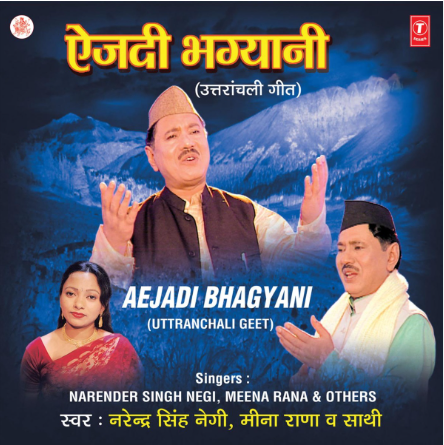 ऐजदी भग्यानी
(उत्तरांचली गीत)
T
AEJADI BHAGYANI
(UTTRANCHALI GEET)
Singers :
NARENDER SINGH NEGI, MEENA RANA & OTHERS
स्वर : नरेन्द्र सिंह नेगी, मीना राणा व साथी